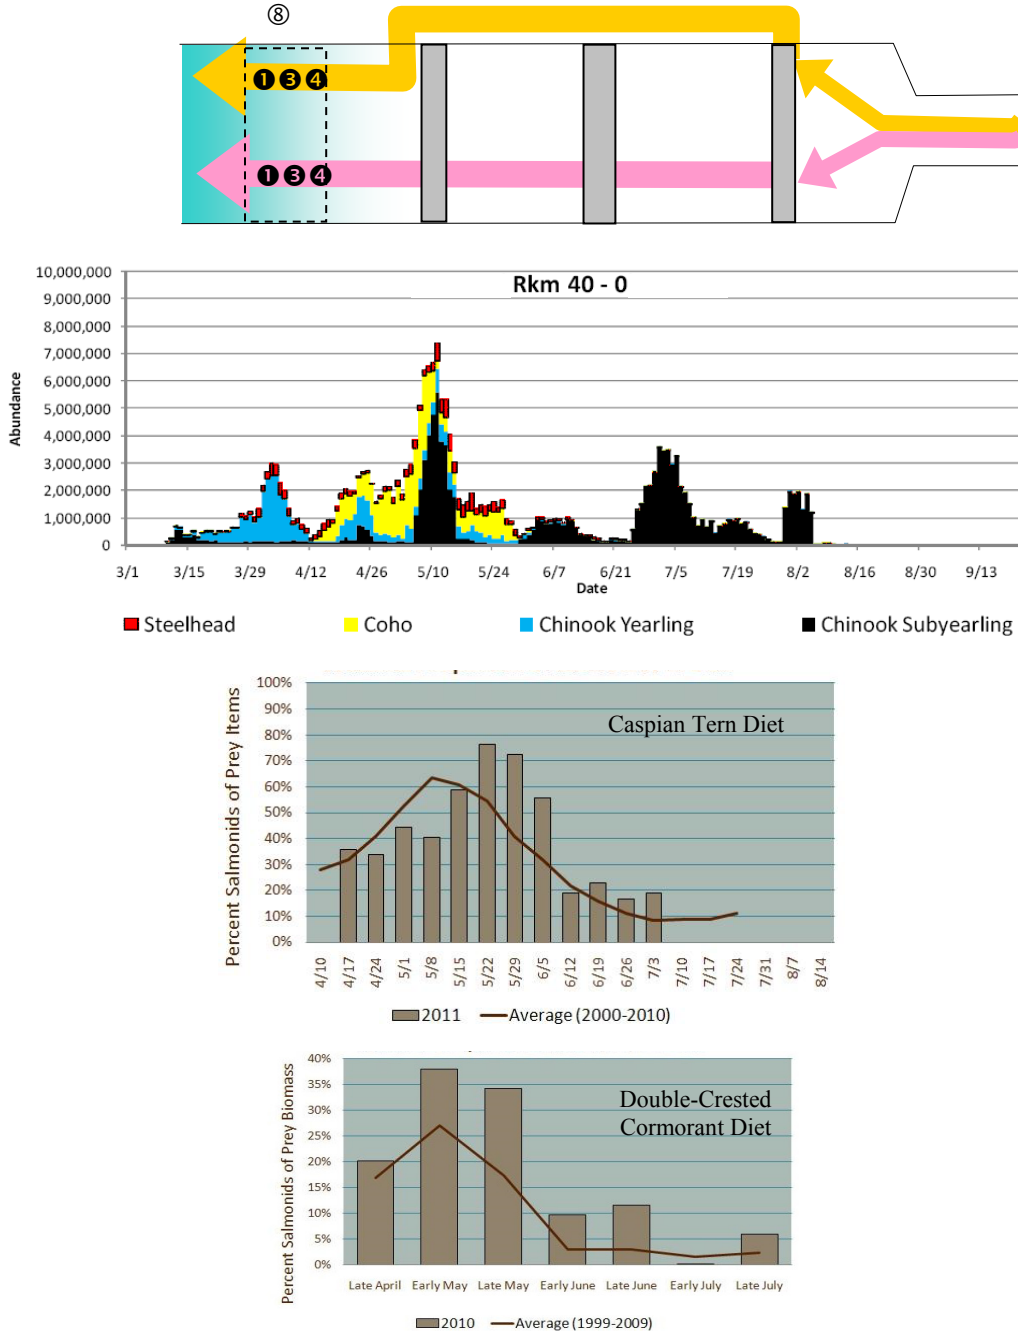 ⑧
❶❸❹
❶❸❹
Rkm 40 - 0
Abundance
10,000,000
9,000,000
8,000,000
7,000,000
6,000,000
5,000,000
4,000,000
3,000,000
2,000,000
1,000,000
0
3/1 3/15 3/29 4/12 4/26 5/10 5/24 6/7 6/21 7/5 7/19 8/2 8/16 8/30 9/13
Date
Steelhead Coho Chinook Yearling Chinook Subyearling
Caspian Tern Diet
Percent Salmonids of Prey Items
100%
90%
80%
70%
60%
50%
40%
30%
20%
10%
0%
4/10 4/17 4/24 5/1 5/8 5/15 5/22 5/29 6/5 6/12 6/19 6/26 7/3 7/10 7/17 7/24 7/31 8/7 8/14
2011 Average (2000-2010)
Double-Crested
Cormorant Diet
Percent Salmonids of Prey Biomass
40%
35%
30%
25%
20%
15%
10%
5%
0%
Late April Early May Late May Early June Late June Early July Late July
2010 Average (1999-2009)